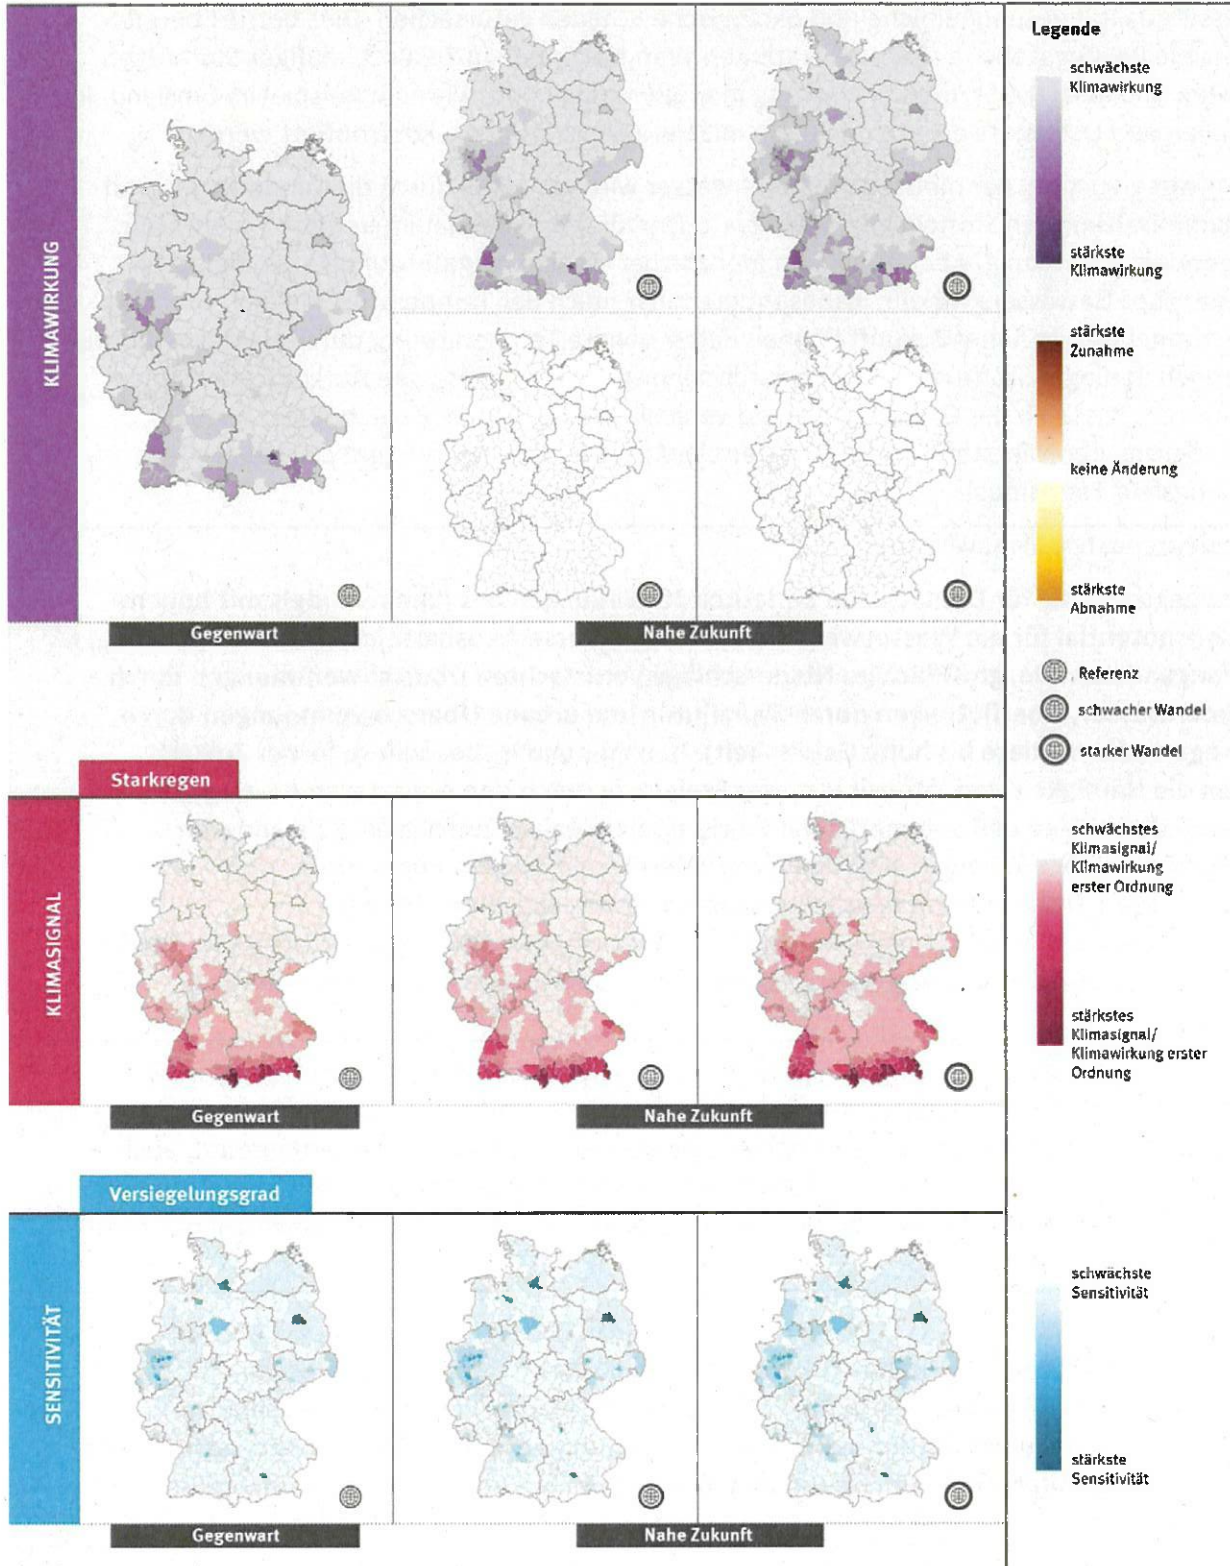 KLIMAWIRKUNG
Gegenwart
Nahe Zukunft
Legende
schwächste
Klimawirkung
stärkste
Klimawirkung
stärkste
Zunahme
keine Änderung
stärkste
Abnahme
Referenz
schwacher Wandel
starker Wandel
Starkregen
KLIMASIGNAL
Gegenwart
Nahe Zukunft
schwächstes
Klimasignal/
Klimawirkung
erster Ordnung
stärkstes
Klimasignal/
Klimawirkung erster
Ordnung
Versiegelungsgrad
SENSITIVITÄT
Gegenwart
Nahe Zukunft
schwächste
Sensitivität
stärkste
Sensitivität